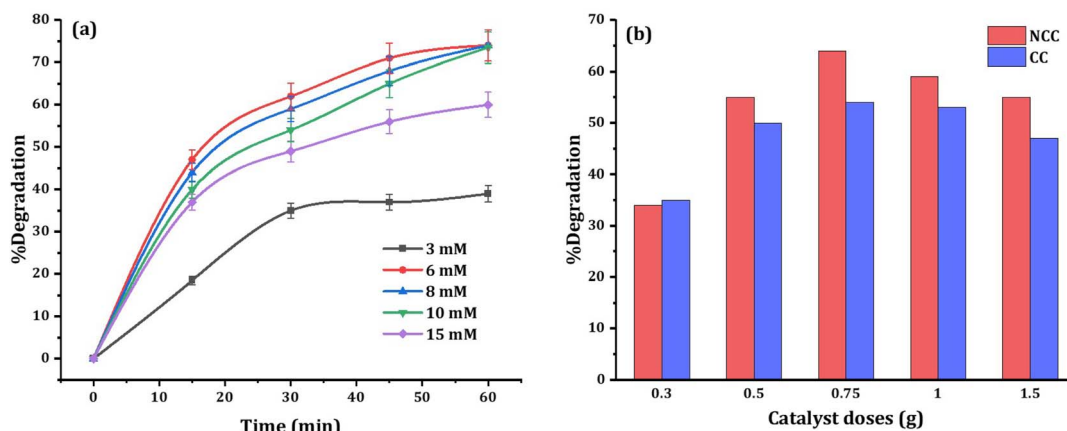 (a)
80
70
60
50
40
30
20
10
0
%Degradation
3 mM
6 mM
8 mM
10 mM
15 mM
0 10 20 30 40 50 60
Time (min)
(b)
NCC
CC
70
60
50
40
30
20
10
0
%Degradation
0.3 0.5 0.75 1 1.5
Catalyst doses (g)